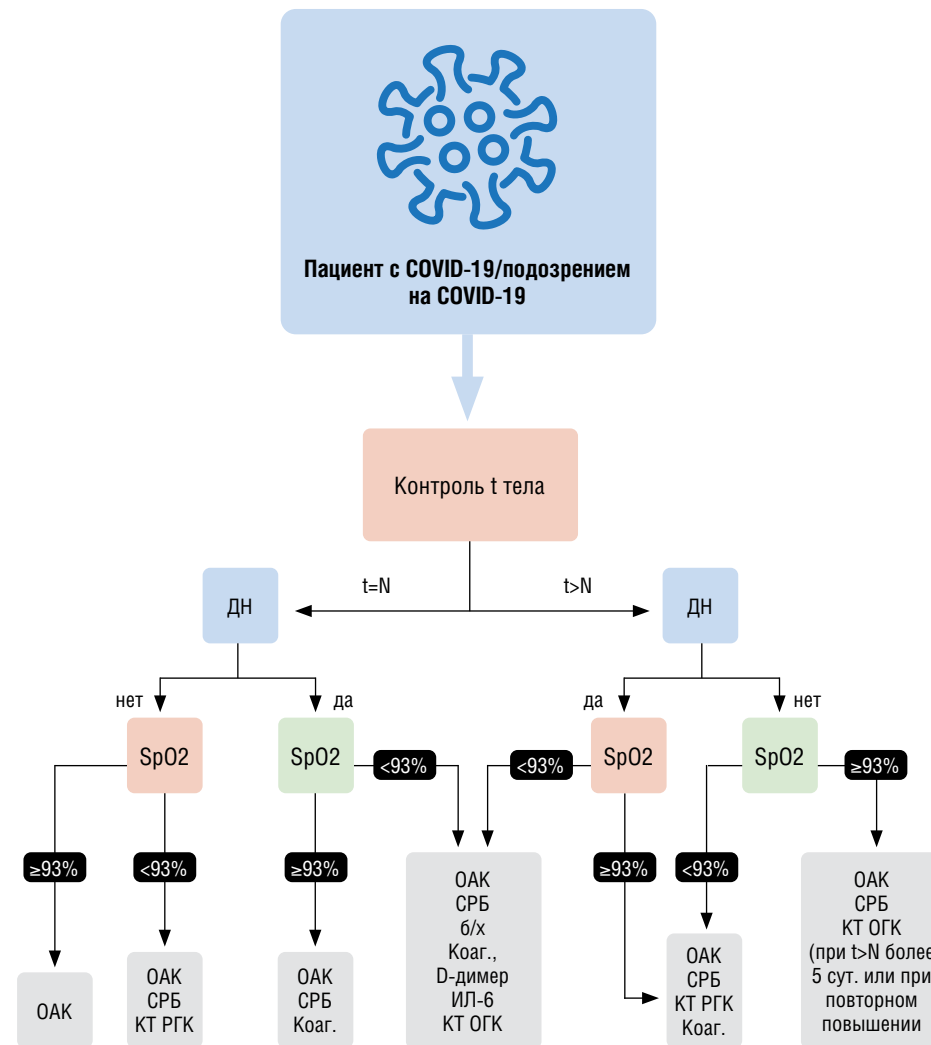 Пациент с COVID-19/подозрением
на COVID-19
Контроль t тела
t=N
t>N
ДН
ДН
нет
да
да
нет
SpO2
SpO2
SpO2
SpO2
<93%
<93%
≥93%
≥93%
<93%
≥93%
≥93%
<93%
ОАК
ОАК
СРБ
КТ РГК
ОАК
СРБ
Коаг.
ОАК
СРБ
б/х
Коаг.,
D-димер
ИЛ-6
КТ ОГК
ОАК
СРБ
КТ РГК
Коаг.
ОАК
СРБ
КТ ОГК
(при t>N более
5 сут. или при
повторном
повышении